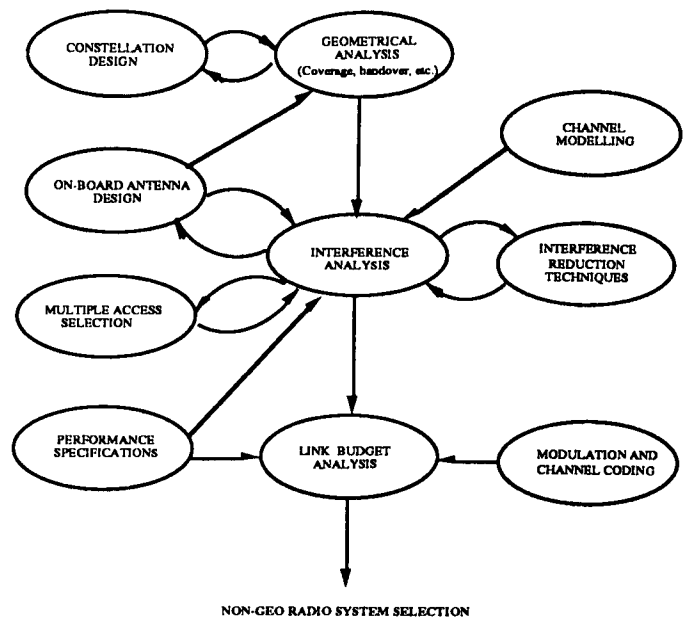 CONSTELLATION
DESIGN
GEOMETRICAL
ANALYSIS
(Coverage, handover, etc.)
CHANNEL
MODELLING
ON-BOARD ANTENNA
DESIGN
INTERFERENCE
ANALYSIS
INTERFERENCE
REDUCTION
TECHNIQUES
MULTIPLE ACCESS
SELECTION
PERFORMANCE
SPECIFICATIONS
LINK BUDGET
ANALYSIS
MODULATION AND
CHANNEL CODING
NON-GEO RADIO SYSTEM SELECTION